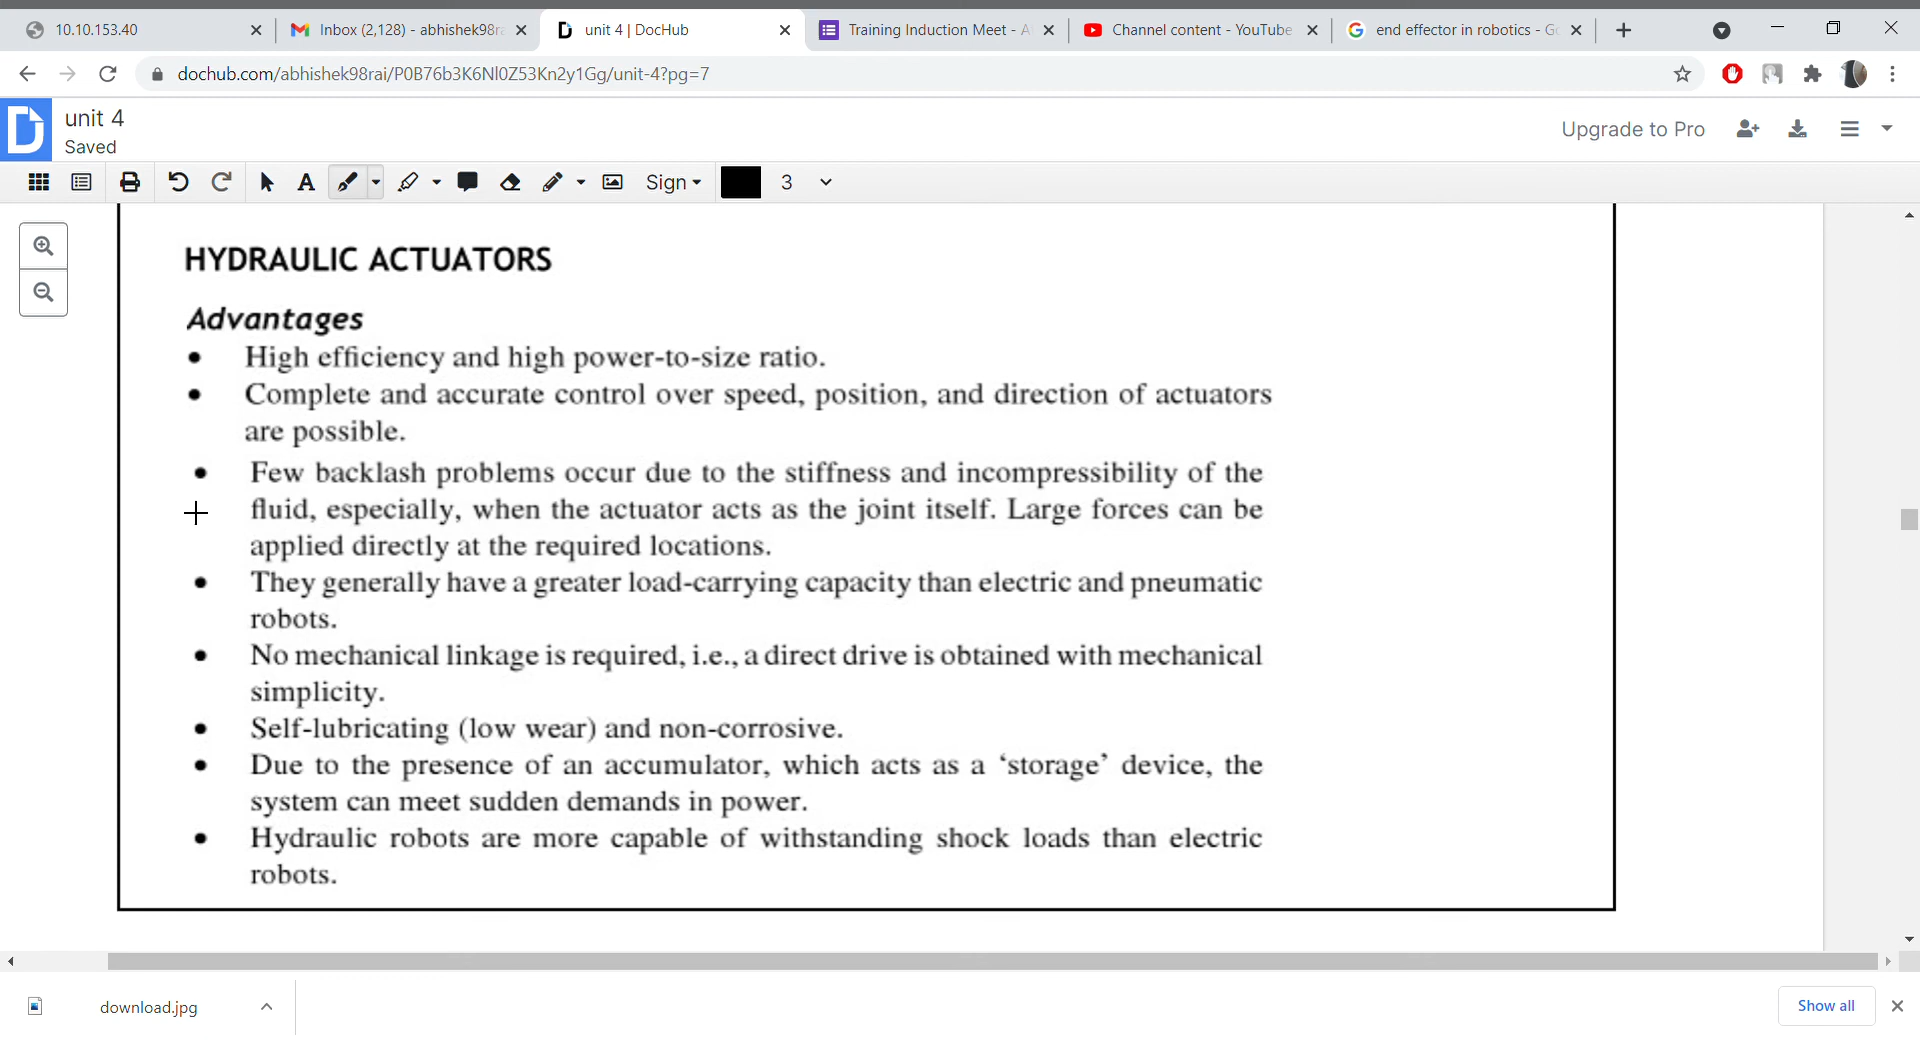 10.10.153.40
Inbox (2,128) - abhishek98r
unit 4 | DocHub
Training Induction Meet - A
Channel content - YouTube
end effector in robotics - Go
dochub.com/abhishek98rai/P0B76b3K6Nl0Z53Kn2y1Gg/unit-4?pg=7
unit 4
Saved
Upgrade to Pro
A
Sign
3
HYDRAULIC ACTUATORS
Advantages
• High efficiency and high power-to-size ratio.
• Complete and accurate control over speed, position, and direction of actuators
are possible.
• Few backlash problems occur due to the stiffness and incompressibility of the
fluid, especially, when the actuator acts as the joint itself. Large forces can be
applied directly at the required locations.
• They generally have a greater load-carrying capacity than electric and pneumatic
robots.
• No mechanical linkage is required, i.e., a direct drive is obtained with mechanical
simplicity.
• Self-lubricating (low wear) and non-corrosive.
• Due to the presence of an accumulator, which acts as a ‘storage’ device, the
system can meet sudden demands in power.
• Hydraulic robots are more capable of withstanding shock loads than electric
robots.
download.jpg
Show all